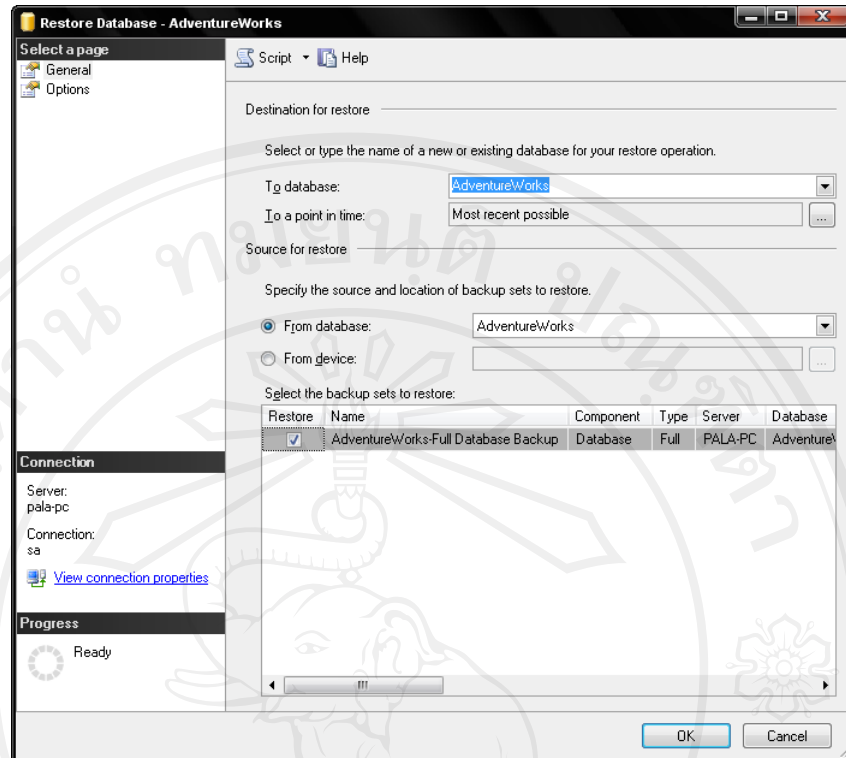 Restore Database - AdventureWorks
Select a page
General
Options
Script
Help
Destination for restore
Select or type the name of a new or existing database for your restore operation.
To database:
AdventureWorks
To a point in time:
Most recent possible
...
Source for restore
Specify the source and location of backup sets to restore.
From database:
AdventureWorks
From device:
...
Select the backup sets to restore:
Restore Name Component Type Server Database
AdventureWorks-Full Database Backup Database Full PALA-PC AdventureW
Connection
Server:
pala-pc
Connection:
sa
View connection properties
Progress
Ready
OK
Cancel